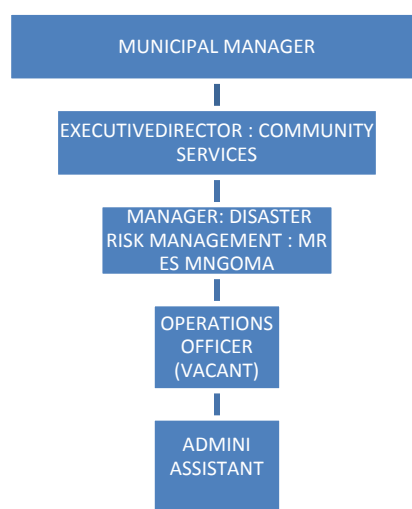 MUNICIPAL MANAGER
EXECUTIVEDIRECTOR : COMMUNITY
SERVICES
MANAGER: DISASTER
RISK MANAGEMENT : MR
ES MNGOMA
OPERATIONS
OFFICER
(VACANT)
ADMINI
ASSISTANT